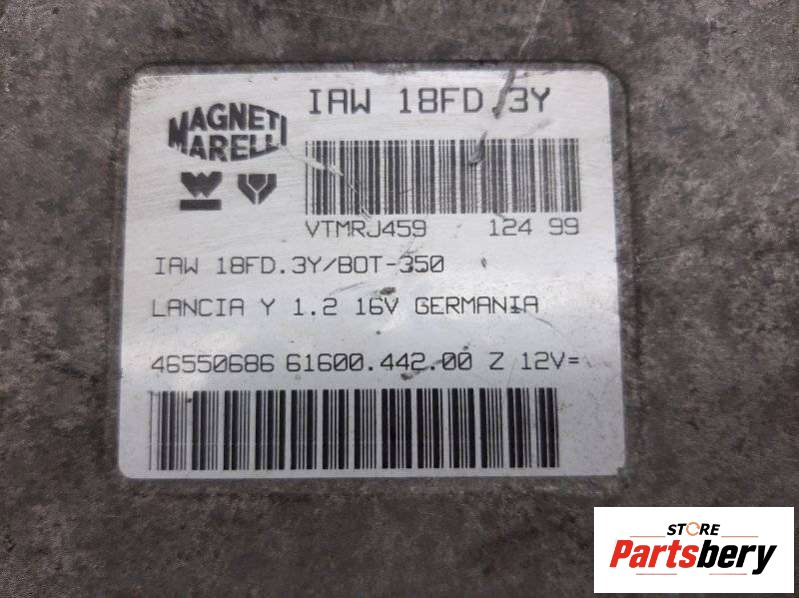 MAGNETI
MARELLI
IAW 18FD.3Y
VTMRJ459 124 99
IAW 18FD.3Y/BOT-350
LANCIA Y 1.2 16V GERMANIA
46550686 61600.442.00 Z 12V=
STORE
Partsbery